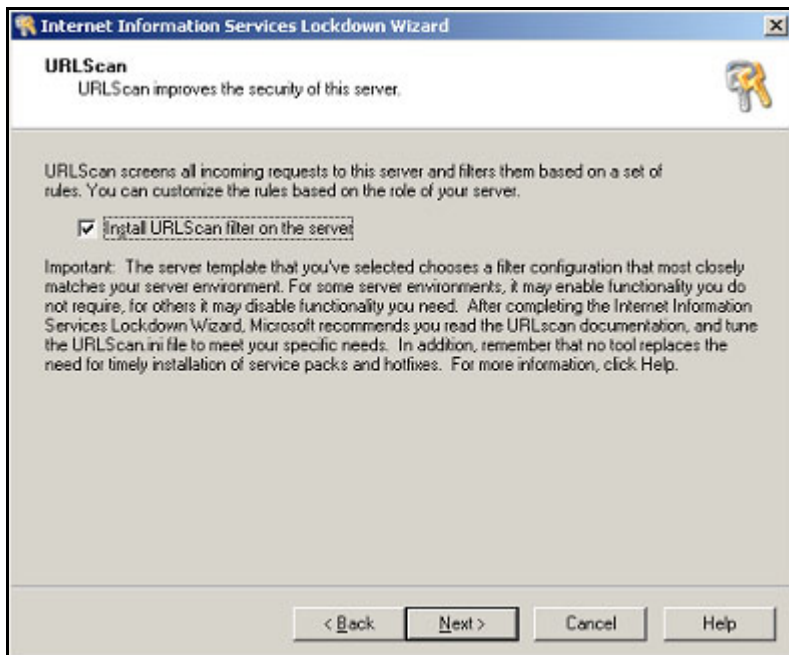 Internet Information Services Lockdown Wizard
URLScan
URLScan improves the security of this server.
URLScan screens all incoming requests to this server and filters them based on a set of
rules. You can customize the rules based on the role of your server.
Install URLScan filter on the server
Important: The server template that you've selected chooses a filter configuration that most closely
matches your server environment. For some server environments, it may enable functionality you do
not require, for others it may disable functionality you need. After completing the Internet Information
Services Lockdown Wizard, Microsoft recommends you read the URLscan documentation, and tune
the URLScan.ini file to meet your specific needs. In addition, remember that no tool replaces the
need for timely installation of service packs and hotfixes. For more information, click Help.
< Back Next > Cancel Help